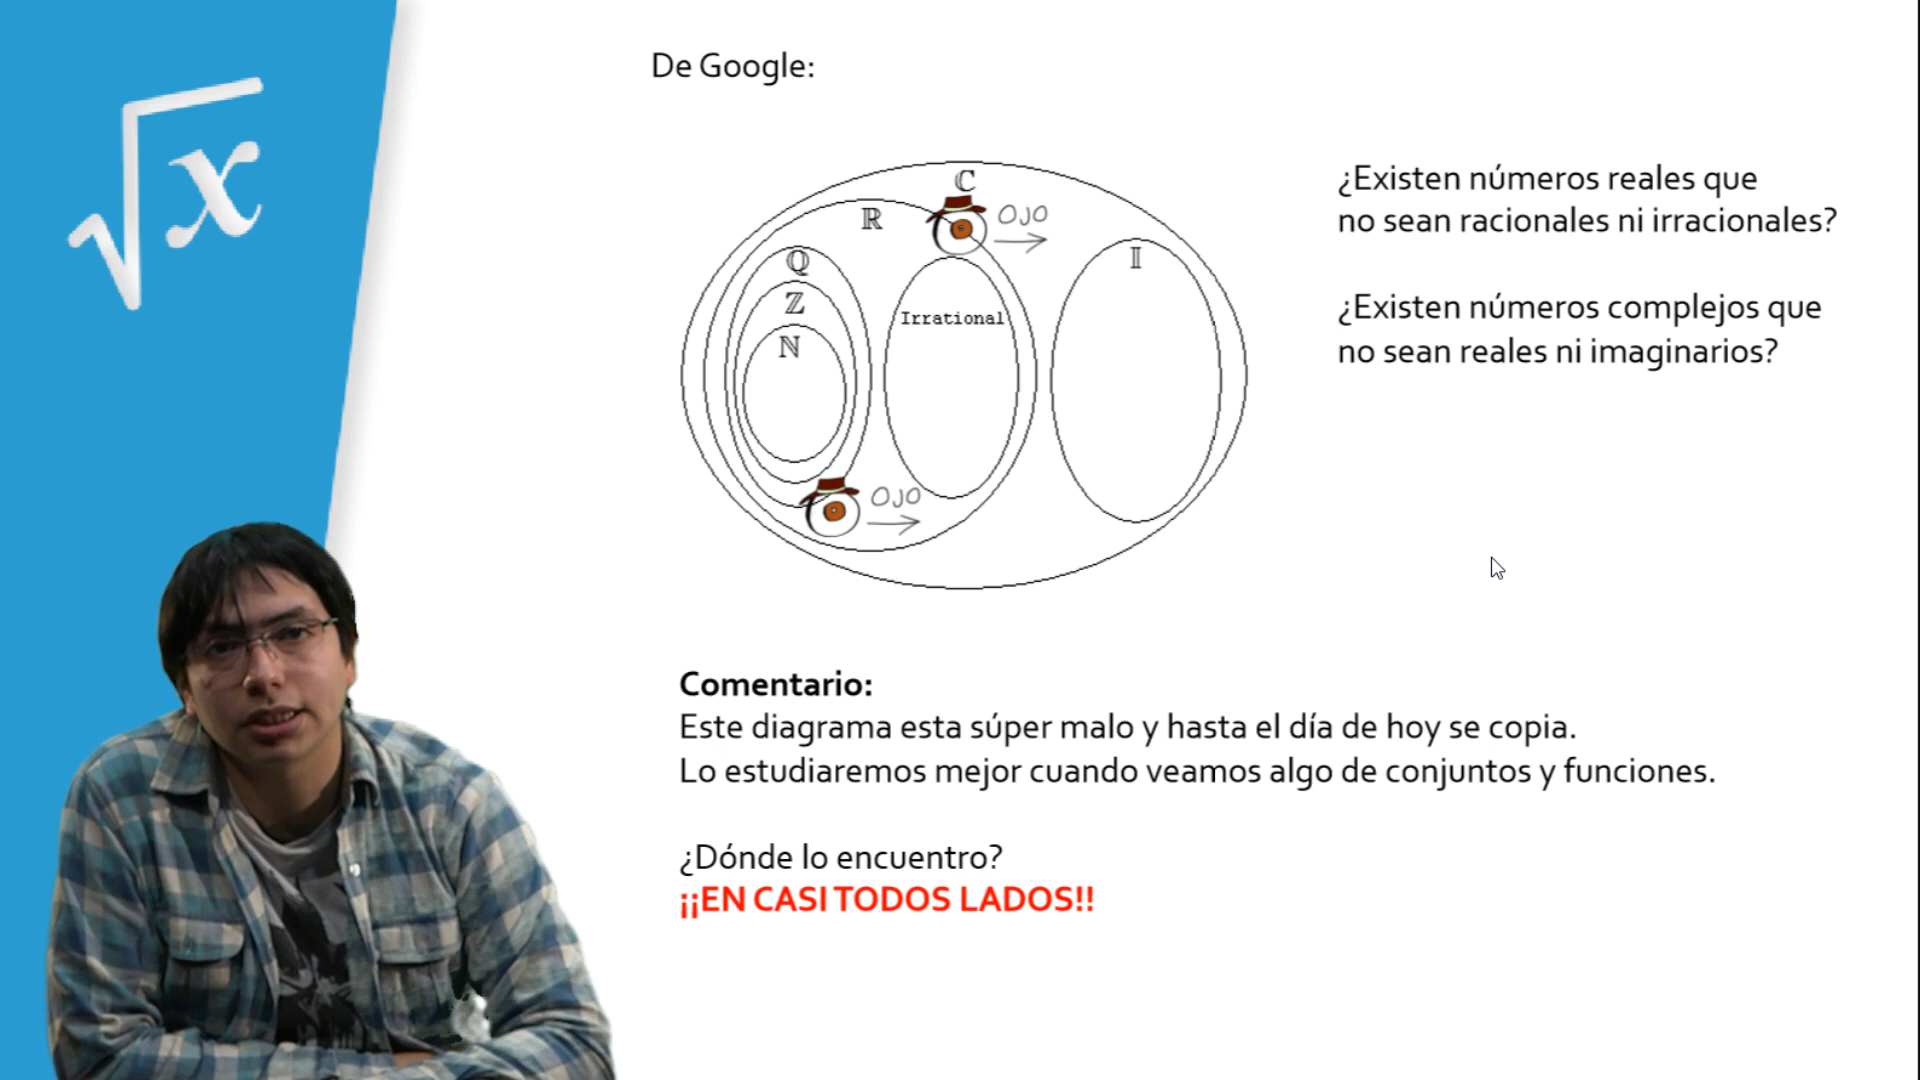 √x
De Google:
ℂ
ℝ
OJO
ℚ
𝕀
ℤ
Irrational
ℕ
OJO
¿Existen números reales que
no sean racionales ni irracionales?
¿Existen números complejos que
no sean reales ni imaginarios?
Comentario:
Este diagrama esta súper malo y hasta el día de hoy se copia.
Lo estudiaremos mejor cuando veamos algo de conjuntos y funciones.
¿Dónde lo encuentro?
¡¡EN CASI TODOS LADOS!!